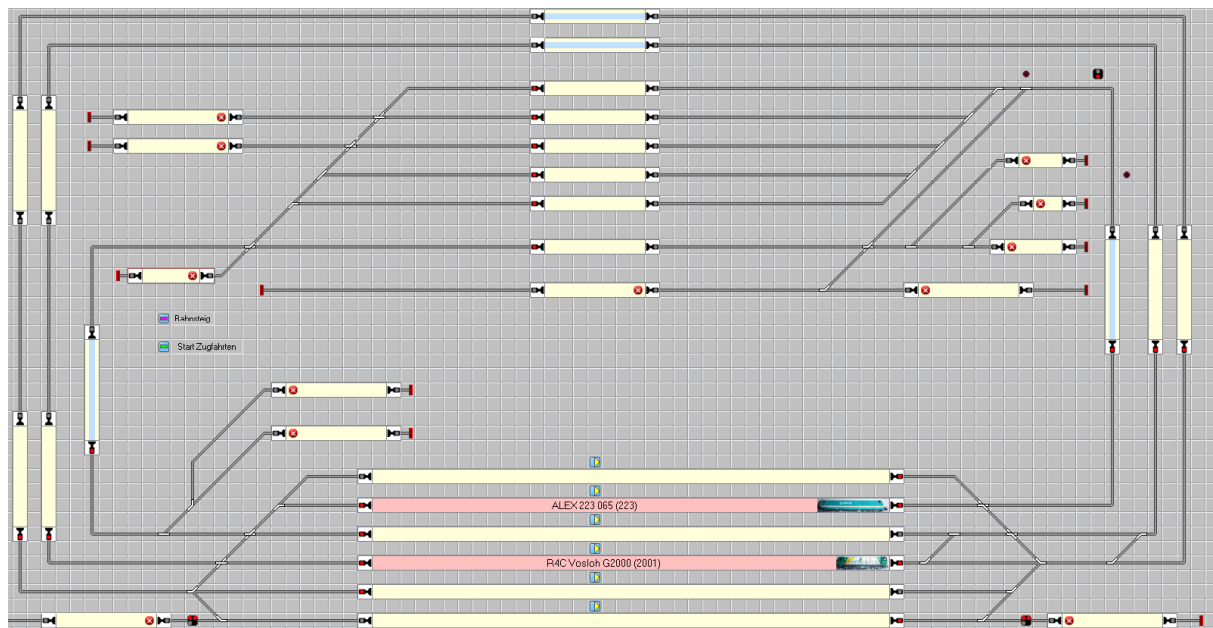 Bahnsteig
Start Zugfahrten
ALEX 223 065 (223)
R4C Vosloh G2000 (2001)